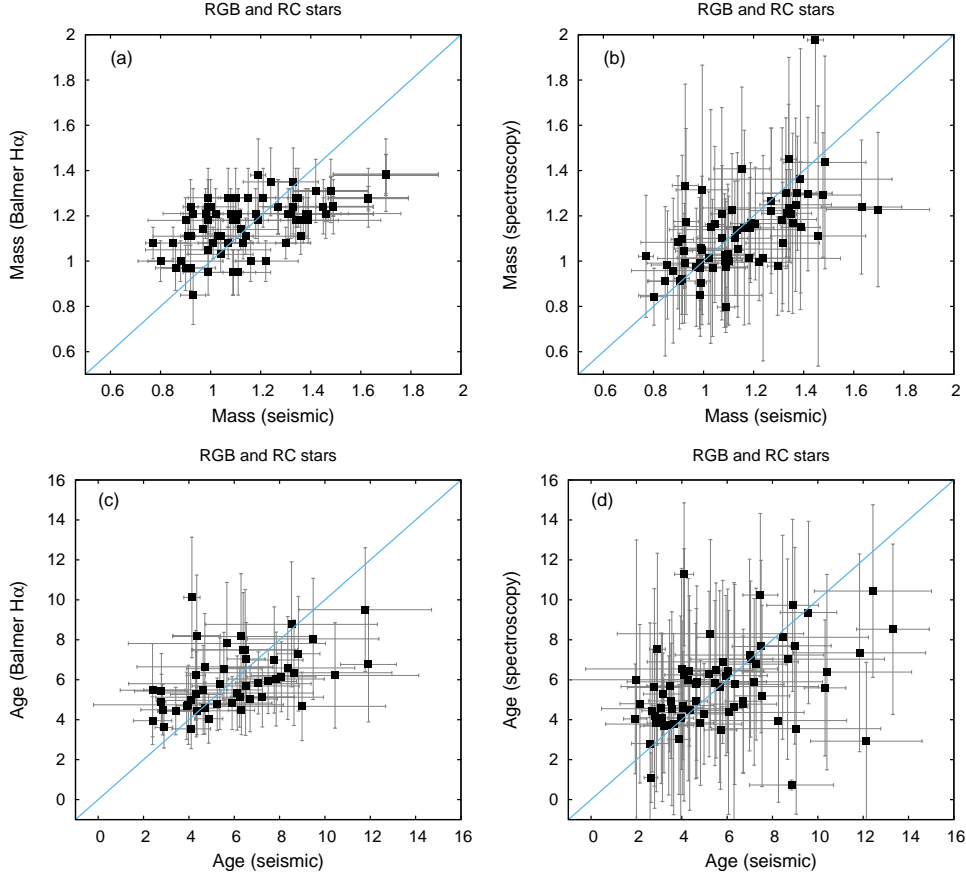 RGB and RC stars
(a)
Mass (Balmer Hα)
2
1.8
1.6
1.4
1.2
1
0.8
0.6
0.6 0.8 1 1.2 1.4 1.6 1.8 2
Mass (seismic)
RGB and RC stars
(b)
Mass (spectroscopy)
2
1.8
1.6
1.4
1.2
1
0.8
0.6
0.6 0.8 1 1.2 1.4 1.6 1.8 2
Mass (seismic)
RGB and RC stars
(c)
Age (Balmer Hα)
16
14
12
10
8
6
4
2
0
0 2 4 6 8 10 12 14 16
Age (seismic)
RGB and RC stars
(d)
Age (spectroscopy)
16
14
12
10
8
6
4
2
0
0 2 4 6 8 10 12 14 16
Age (seismic)